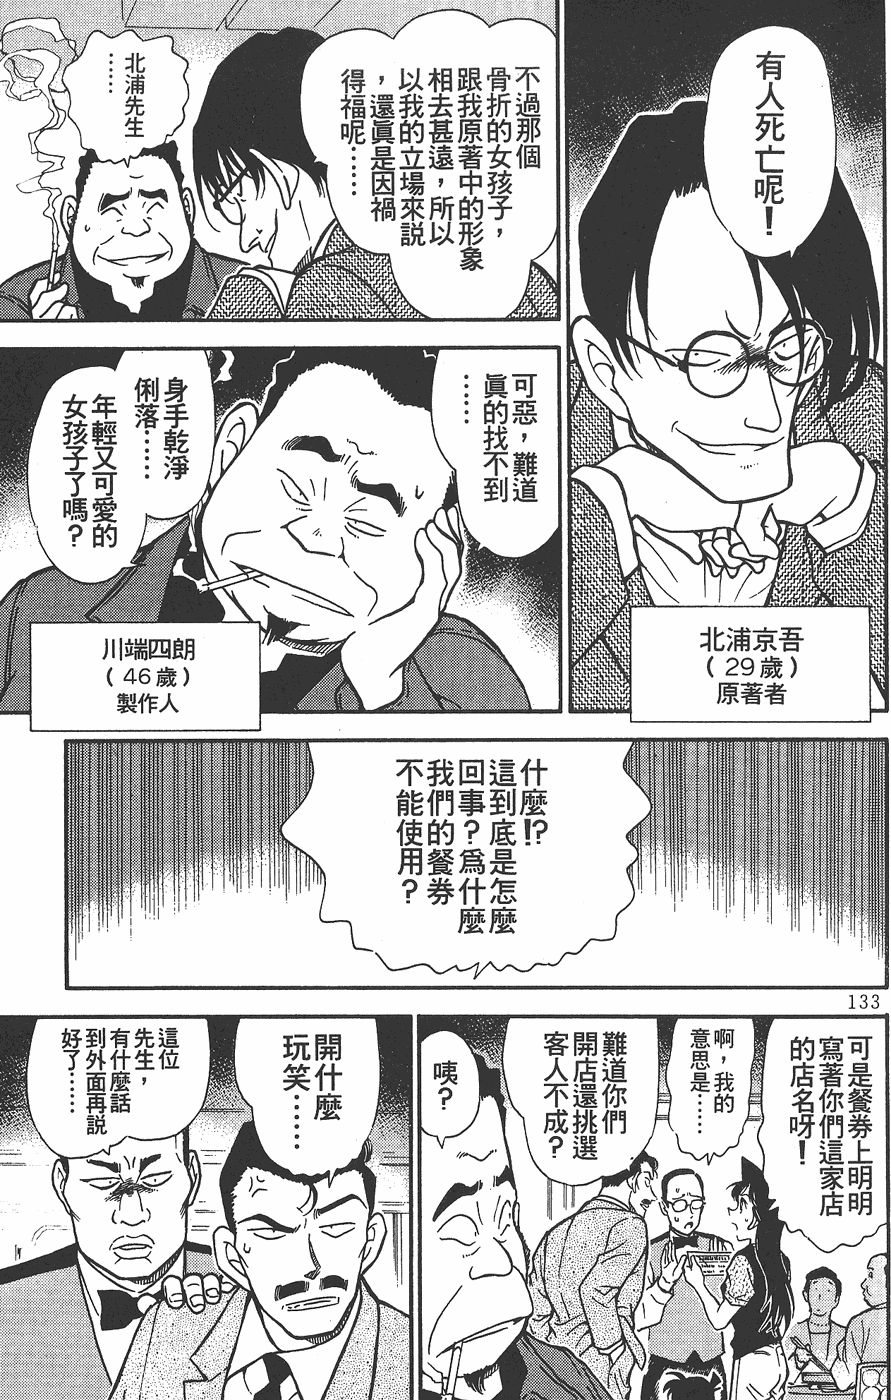 有人死亡呢！
北浦京吾
（29歲）
原著者
不過那個
骨折的女孩子，
跟我原著中的形象
相去甚遠，所以
以我的立場來說
，還眞是因禍
得福呢……
北浦先生
……
可惡，難道
眞的找不到
……
身手乾淨
俐落……
年輕又可愛的
女孩子了嗎？
川端四朗
（46歲）
製作人
什麼!?
這到底是怎麼
回事？爲什麼
我們的餐券
不能使用？
133
可是餐券上明明
寫著你們這家店
的店名呀！
啊，我的
意思是……
難道你們
開店還挑選
客人不成？
咦？
開什麼
玩笑……
這位
先生，
有什麼話
到外面再說
好了……